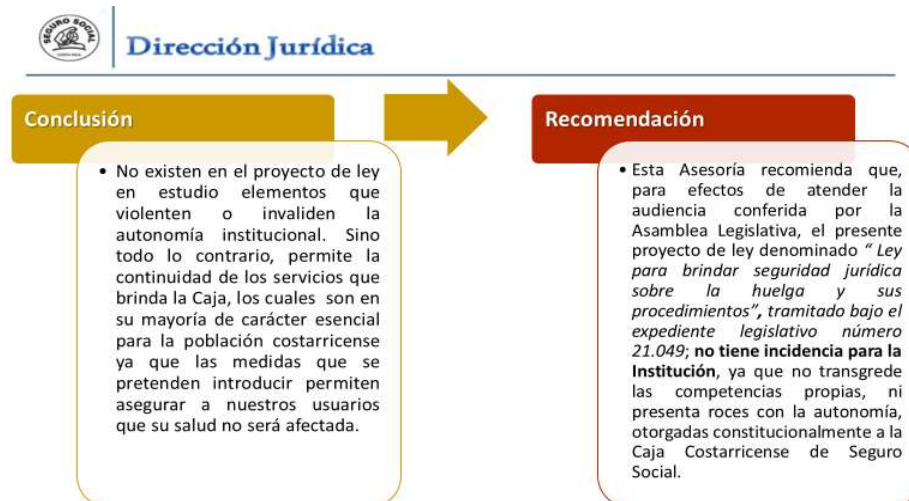 SEGURO SOCIAL
COSTA RICA
Dirección Jurídica
Conclusión
• No existen en el proyecto de ley
en estudio elementos que
violenten o invaliden la
autonomía institucional. Sino
todo lo contrario, permite la
continuidad de los servicios que
brinda la Caja, los cuales son en
su mayoría de carácter esencial
para la población costarricense
ya que las medidas que se
pretenden introducir permiten
asegurar a nuestros usuarios
que su salud no será afectada.
Recomendación
• Esta Asesoría recomienda que,
para efectos de atender la
audiencia conferida por la
Asamblea Legislativa, el presente
proyecto de ley denominado “ Ley
para brindar seguridad jurídica
sobre la huelga y sus
procedimientos”, tramitado bajo el
expediente legislativo número
21.049; no tiene incidencia para la
Institución, ya que no transgrede
las competencias propias, ni
presenta roces con la autonomía,
otorgadas constitucionalmente a la
Caja Costarricense de Seguro
Social.